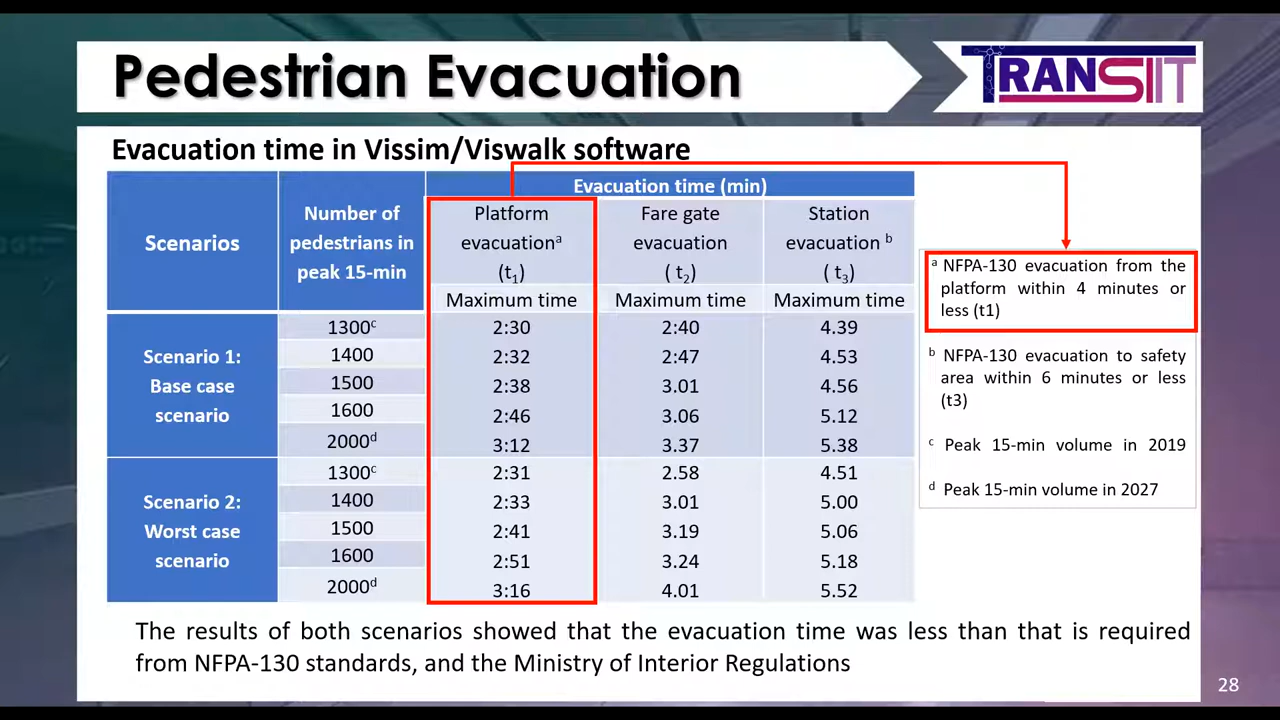 Pedestrian Evacuation
TRANSIIT
Evacuation time in Vissim/Viswalk software
Scenarios
Number of
pedestrians in
peak 15-min
Evacuation time (min)
Platform
evacuationᵃ
(t₁)
Fare gate
evacuation
( t₂)
Station
evacuation ᵇ
( t₃)
Maximum time Maximum time Maximum time
Scenario 1:
Base case
scenario
1300ᶜ 2:30 2:40 4.39
1400 2:32 2:47 4.53
1500 2:38 3.01 4.56
1600 2:46 3.06 5.12
2000ᵈ 3:12 3.37 5.38
Scenario 2:
Worst case
scenario
1300ᶜ 2:31 2.58 4.51
1400 2:33 3.01 5.00
1500 2:41 3.19 5.06
1600 2:51 3.24 5.18
2000ᵈ 3:16 4.01 5.52
ᵃ NFPA-130 evacuation from the
platform within 4 minutes or
less (t1)
ᵇ NFPA-130 evacuation to safety
area within 6 minutes or less
(t3)
ᶜ Peak 15-min volume in 2019
ᵈ Peak 15-min volume in 2027
The results of both scenarios showed that the evacuation time was less than that is required
from NFPA-130 standards, and the Ministry of Interior Regulations
28